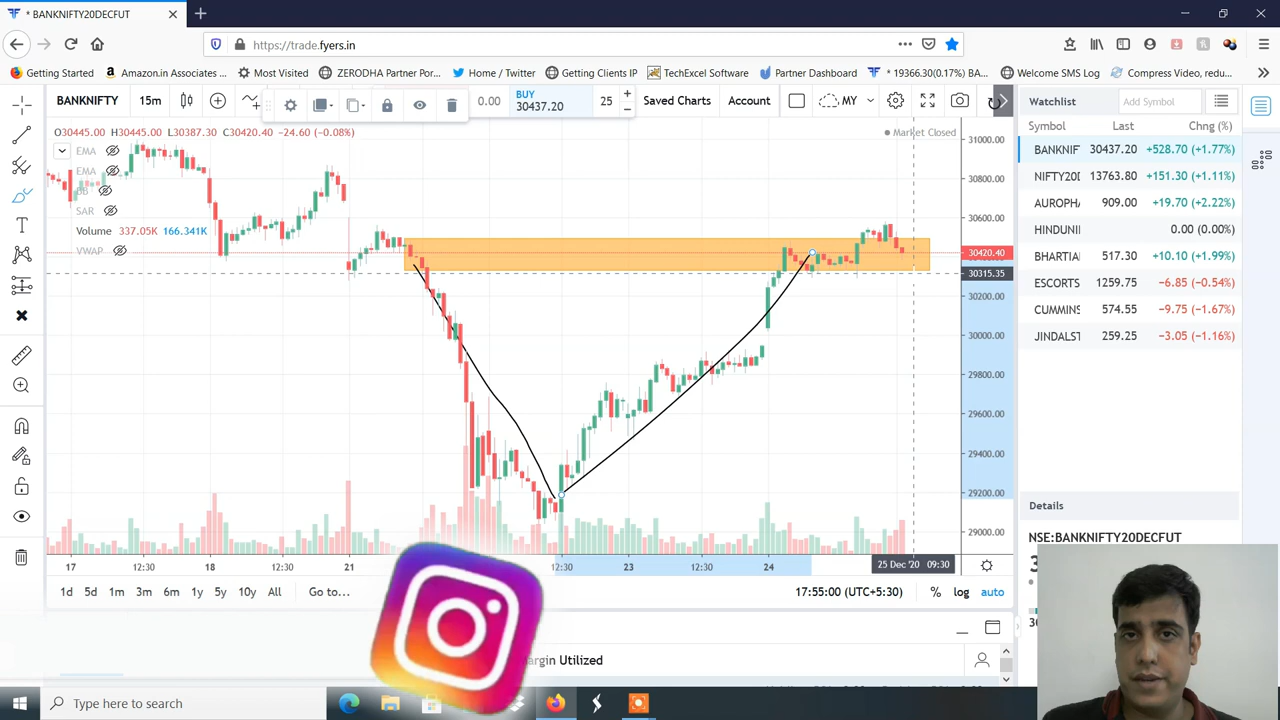 * BANKNIFTY20DECFUT
https://trade.fyers.in
Getting Started
Amazon.in Associates ...
Most Visited
ZERODHA Partner Por...
Home / Twitter
Getting Clients IP
TechExcel Software
Partner Dashboard
* 19366.30(0.17%) BA...
Welcome SMS Log
Compress Video, redu...
BANKNIFTY
15m
0.00
BUY
30437.20
25
Saved Charts
Account
MY
Watchlist
Add Symbol
O30445.00 H30445.00 L30387.30 C30420.40 -24.60 (-0.08%)
Market Closed
EMA
EMA
BB
SAR
Volume 337.05K 166.341K
VWAP
31000.00
30800.00
30600.00
30420.40
30315.35
30200.00
30000.00
29800.00
29600.00
29400.00
29200.00
29000.00
Symbol Last Chng (%)
BANKNIF 30437.20 +528.70 (+1.77%)
NIFTY20D 13763.80 +151.30 (+1.11%)
AUROPHA 909.00 +19.70 (+2.22%)
HINDUNI 0.00 (0.00%)
BHARTIA 517.30 +10.10 (+1.99%)
ESCORTS 1259.75 −6.85 (−0.54%)
CUMMINS 574.55 −9.75 (−1.67%)
JINDALST 259.25 −3.05 (−1.16%)
Details
NSE:BANKNIFTY20DECFUT
17 12:30 18 12:30 21 12:30 23 12:30 24 25 Dec '20 09:30
1d 5d 1m 3m 6m 1y 5y 10y All Go to...
17:55:00 (UTC+5:30) % log auto
Utilized
Type here to search